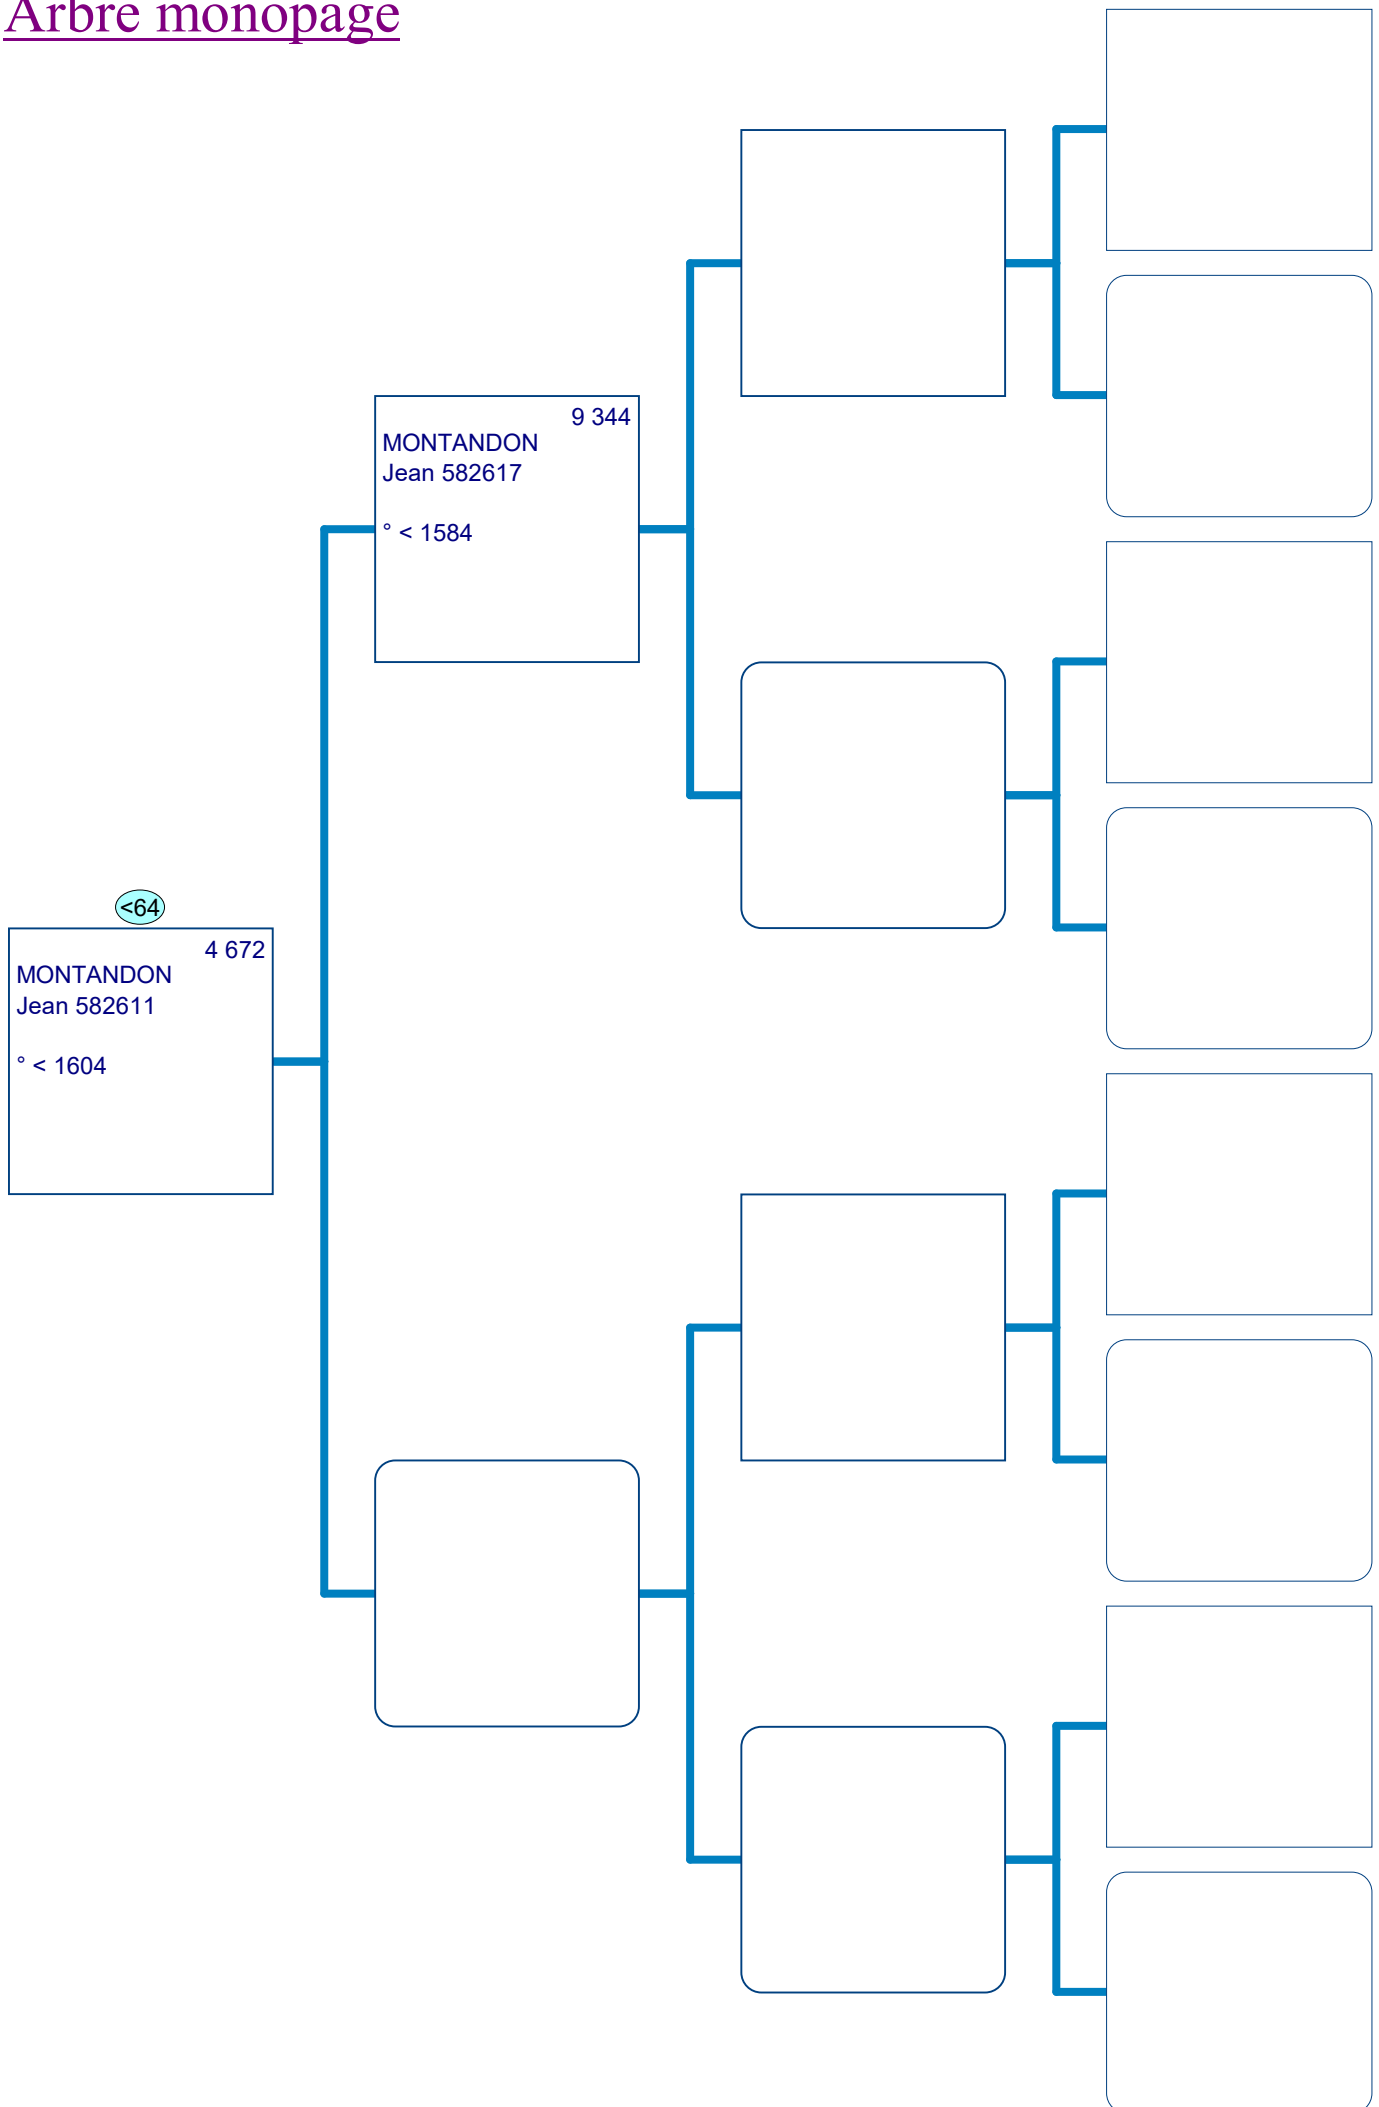 Arbre monopage
9 344
MONTANDON
Jean 582617
° < 1584
<64
4 672
MONTANDON
Jean 582611
° < 1604